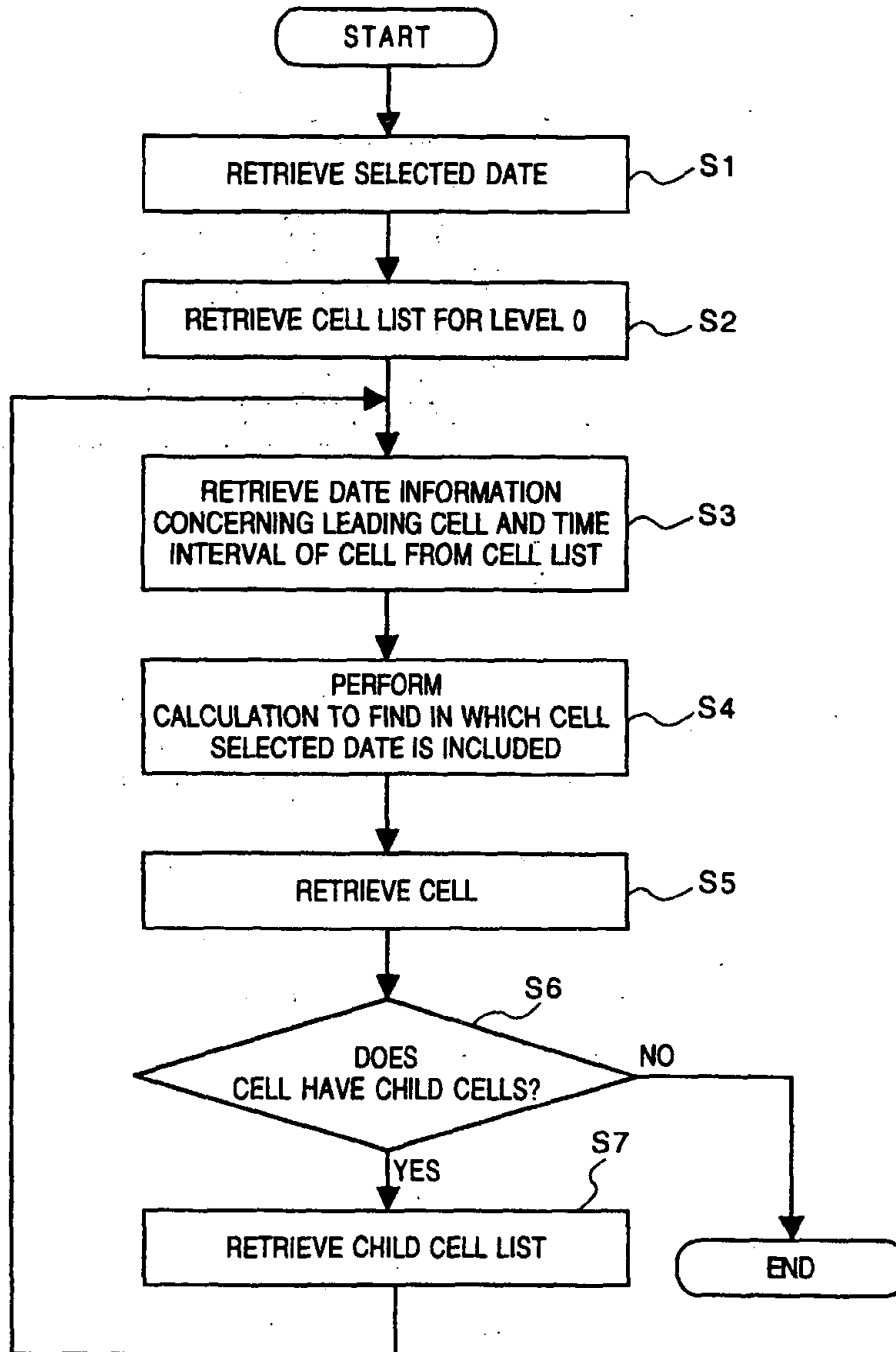 START
RETRIEVE SELECTED DATE
S1
RETRIEVE CELL LIST FOR LEVEL 0
S2
RETRIEVE DATE INFORMATION
CONCERNING LEADING CELL AND TIME
INTERVAL OF CELL FROM CELL LIST
S3
PERFORM
CALCULATION TO FIND IN WHICH CELL
SELECTED DATE IS INCLUDED
S4
RETRIEVE CELL
S5
S6
DOES
CELL HAVE CHILD CELLS?
NO
YES
S7
RETRIEVE CHILD CELL LIST
END